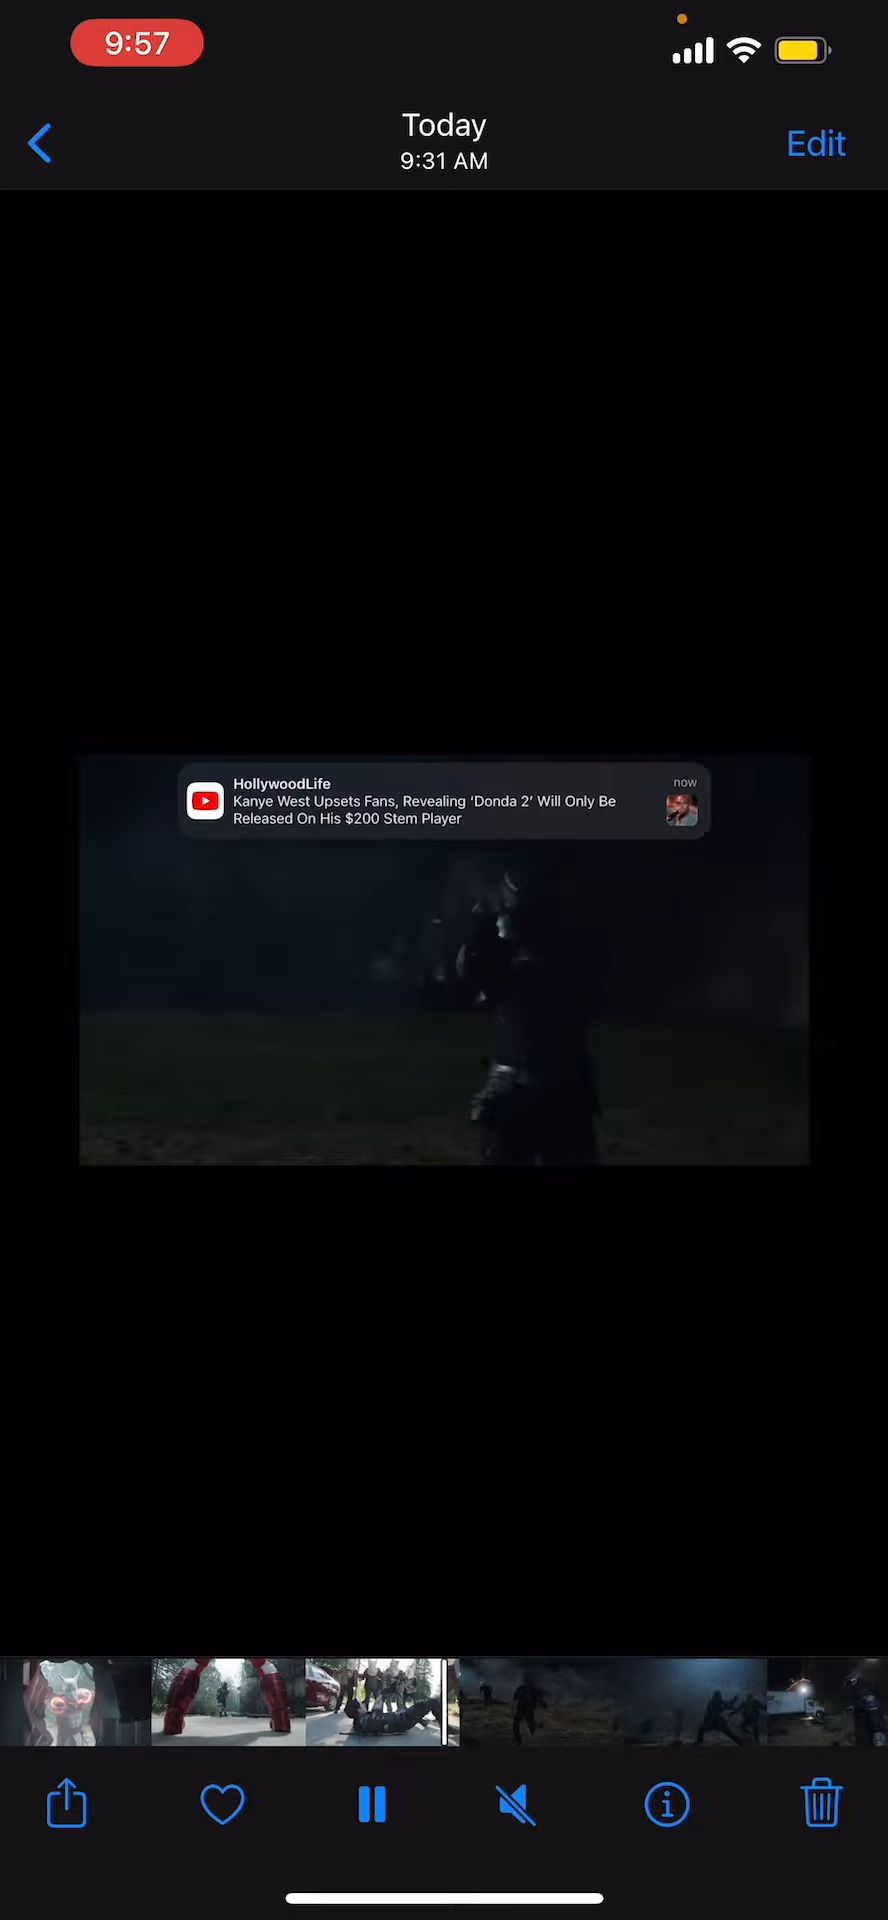 9:57
Today
9:31 AM
Edit
HollywoodLife
now
Kanye West Upsets Fans, Revealing ‘Donda 2’ Will Only Be
Released On His $200 Stem Player